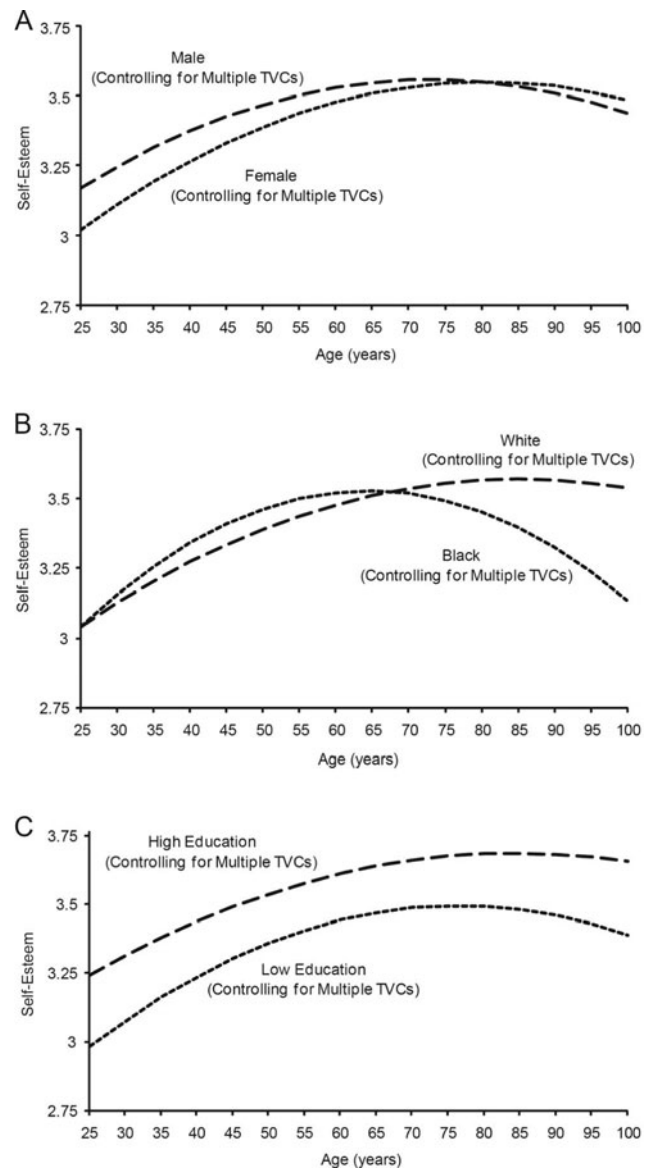 A
3.75
3.5
3.25
3
2.75
Self-Esteem
Male
(Controlling for Multiple TVCs)
Female
(Controlling for Multiple TVCs)
25 30 35 40 45 50 55 60 65 70 75 80 85 90 95 100
Age (years)
B
3.75
3.5
3.25
3
2.75
Self-Esteem
White
(Controlling for Multiple TVCs)
Black
(Controlling for Multiple TVCs)
25 30 35 40 45 50 55 60 65 70 75 80 85 90 95 100
Age (years)
C
3.75
3.5
3.25
3
2.75
Self-Esteem
High Education
(Controlling for Multiple TVCs)
Low Education
(Controlling for Multiple TVCs)
25 30 35 40 45 50 55 60 65 70 75 80 85 90 95 100
Age (years)